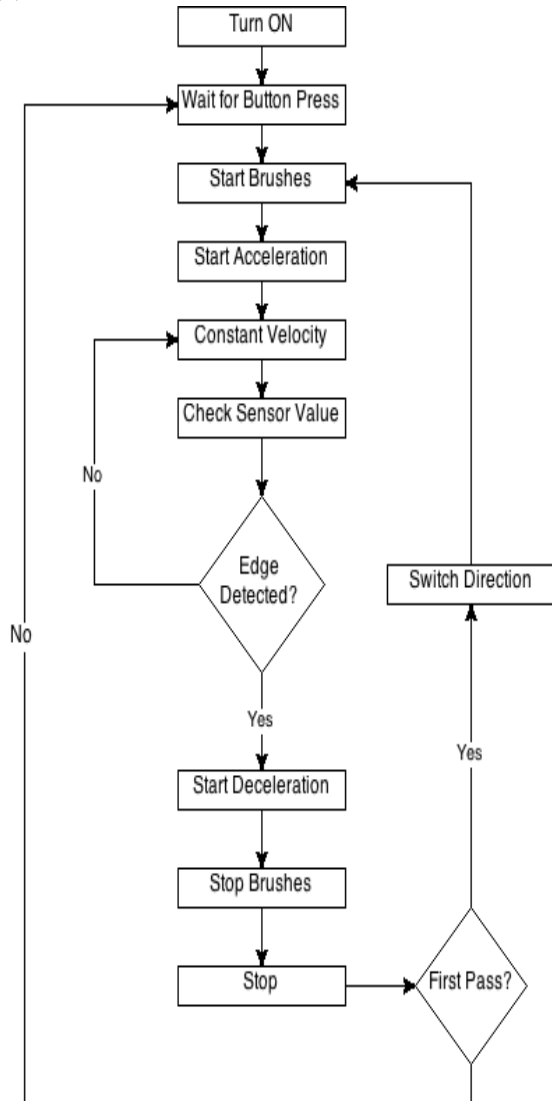 Turn ON
Wait for Button Press
Start Brushes
Start Acceleration
Constant Velocity
Check Sensor Value
No
Edge
Detected?
Switch Direction
No
Yes
Yes
Start Deceleration
Stop Brushes
Stop
First Pass?